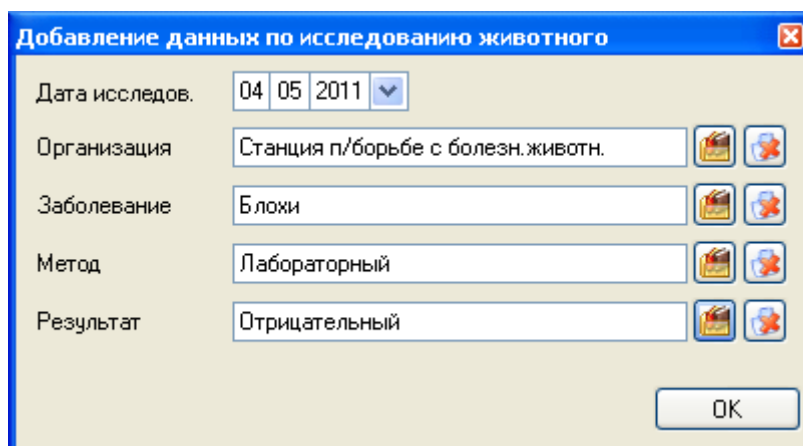 Добавление данных по исследованию животного
Дата исследов. 04 05 2011
Организация Станция п/борьбе с болезн.животн.
Заболевание Блохи
Метод Лабораторный
Результат Отрицательный
OK